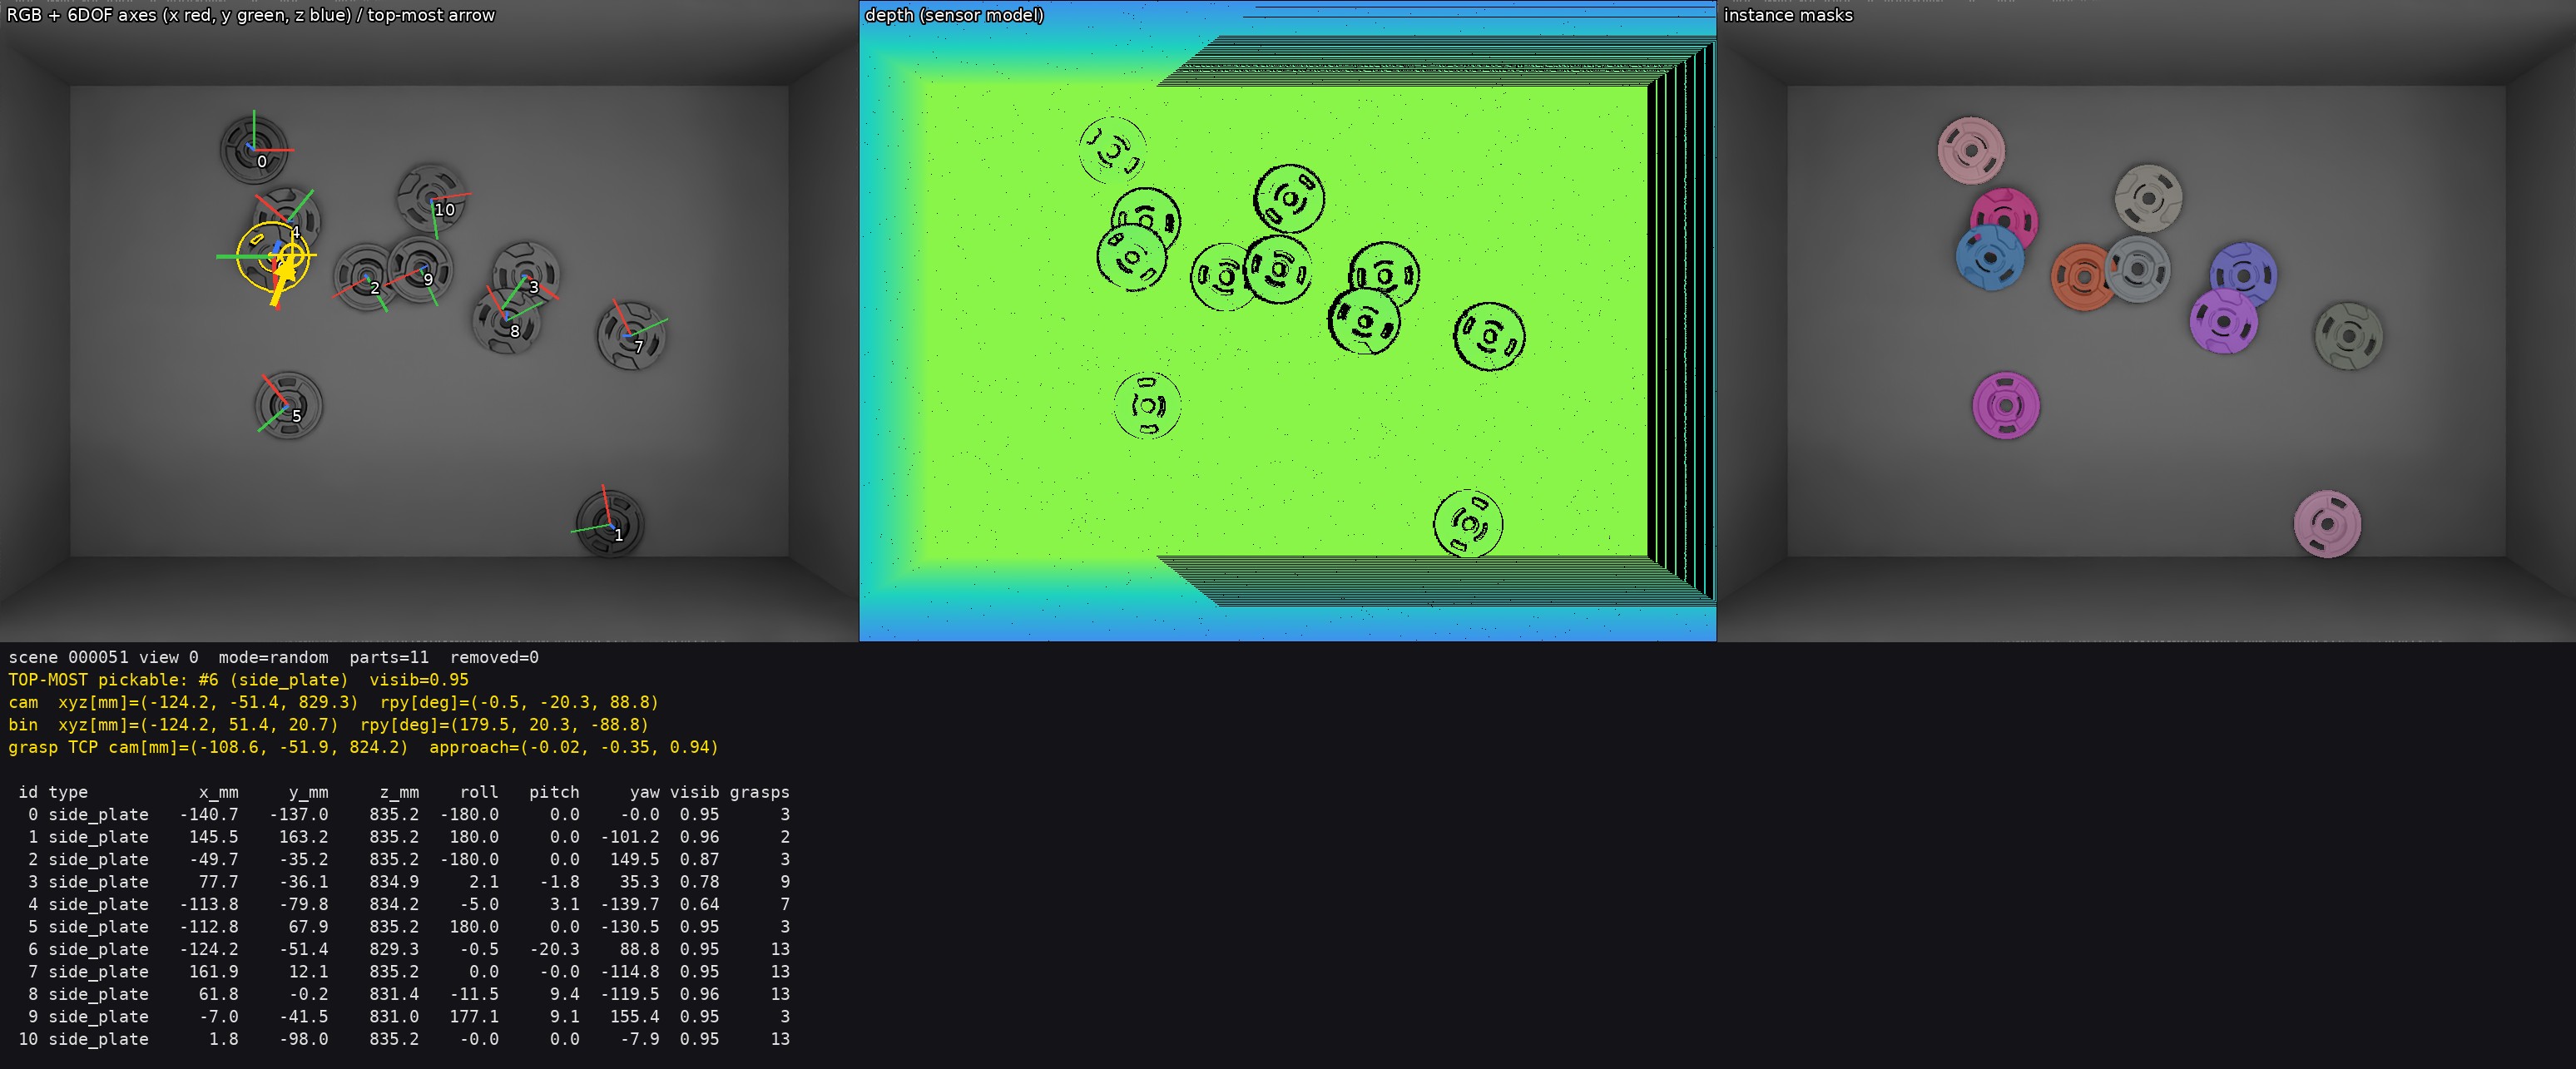 RGB + 6DOF axes (x red, y green, z blue) / top-most arrow
depth (sensor model)
instance masks
0
10
4
2
9
3
8
7
5
1
scene 000051 view 0  mode=random  parts=11  removed=0
TOP-MOST pickable: #6 (side_plate)  visib=0.95
cam  xyz[mm]=(-124.2, -51.4, 829.3)  rpy[deg]=(-0.5, -20.3, 88.8)
bin  xyz[mm]=(-124.2, 51.4, 20.7)  rpy[deg]=(179.5, 20.3, -88.8)
grasp TCP cam[mm]=(-108.6, -51.9, 824.2)  approach=(-0.02, -0.35, 0.94)
id type x_mm y_mm z_mm roll pitch yaw visib grasps
0 side_plate -140.7 -137.0 835.2 -180.0 0.0 -0.0 0.95 3
1 side_plate 145.5 163.2 835.2 180.0 0.0 -101.2 0.96 2
2 side_plate -49.7 -35.2 835.2 -180.0 0.0 149.5 0.87 3
3 side_plate 77.7 -36.1 834.9 2.1 -1.8 35.3 0.78 9
4 side_plate -113.8 -79.8 834.2 -5.0 3.1 -139.7 0.64 7
5 side_plate -112.8 67.9 835.2 180.0 0.0 -130.5 0.95 3
6 side_plate -124.2 -51.4 829.3 -0.5 -20.3 88.8 0.95 13
7 side_plate 161.9 12.1 835.2 0.0 -0.0 -114.8 0.95 13
8 side_plate 61.8 -0.2 831.4 -11.5 9.4 -119.5 0.96 13
9 side_plate -7.0 -41.5 831.0 177.1 9.1 155.4 0.95 3
10 side_plate 1.8 -98.0 835.2 -0.0 0.0 -7.9 0.95 13